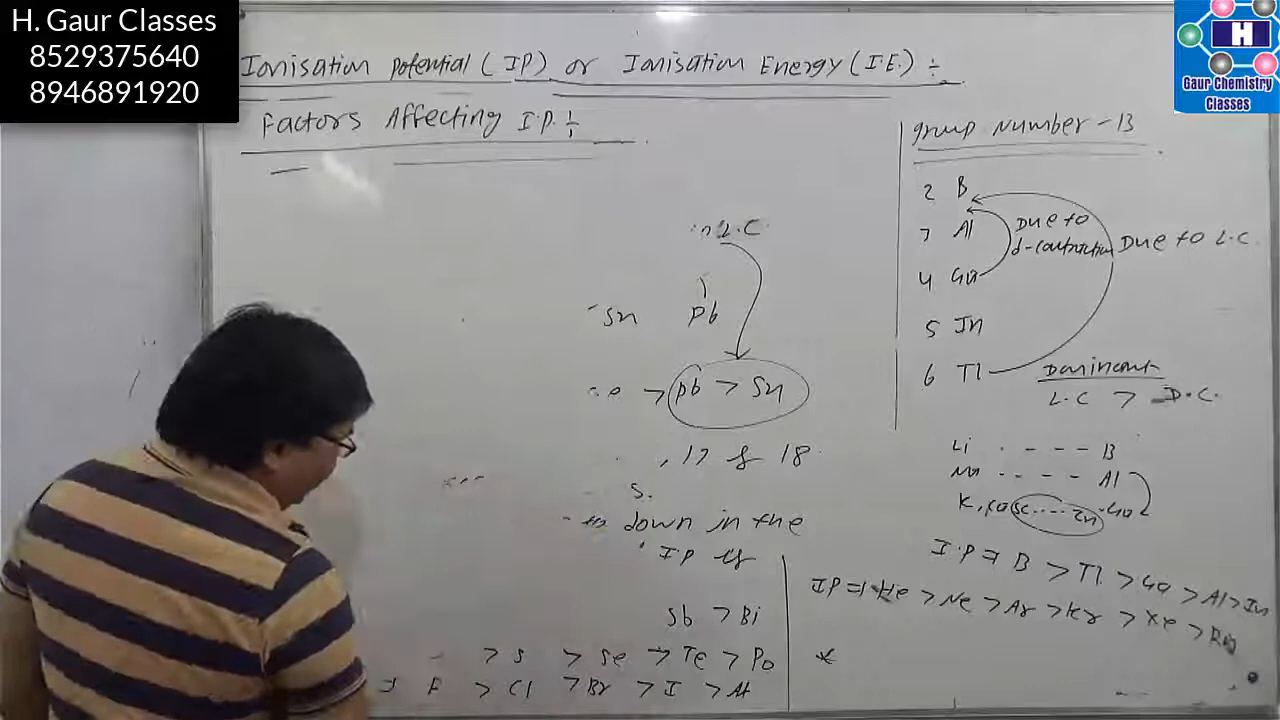 H. Gaur Classes
8529375640
8946891920
H
Gaur Chemistry
Classes
Ionisation Potential (IP) or Ionisation Energy (I.E.) ÷
Factors Affecting I.P. ÷
L.C.
Sn Pb
> Pb > Sn
, 17 & 18
S.
down in the
I.P
Sb > Bi
> S > Se > Te > Po
F > Cl > Br > I > At
group Number - 13
2 B
3 Al
4 Ga
5 In
6 Tl
Due to
d-contraction
Due to L.C.
Dominant
L.C > D.C.
Li . - - - B
Na - - - - Al
K, Ca Sc .... Zn Ga
I.P = B > Tl > Ga > Al > In
IP = He > Ne > Ar > Kr > Xe > Rn
*